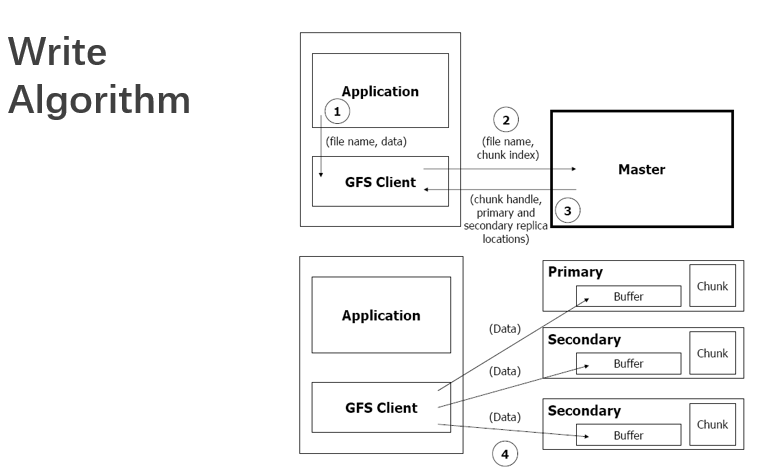 Write
Algorithm
Application
1
(file name, data)
GFS Client
2
(file name,
chunk index)
Master
(chunk handle,
primary and
secondary replica
locations)
3
Application
GFS Client
(Data)
(Data)
(Data)
4
Primary
Buffer
Chunk
Secondary
Buffer
Chunk
Secondary
Buffer
Chunk